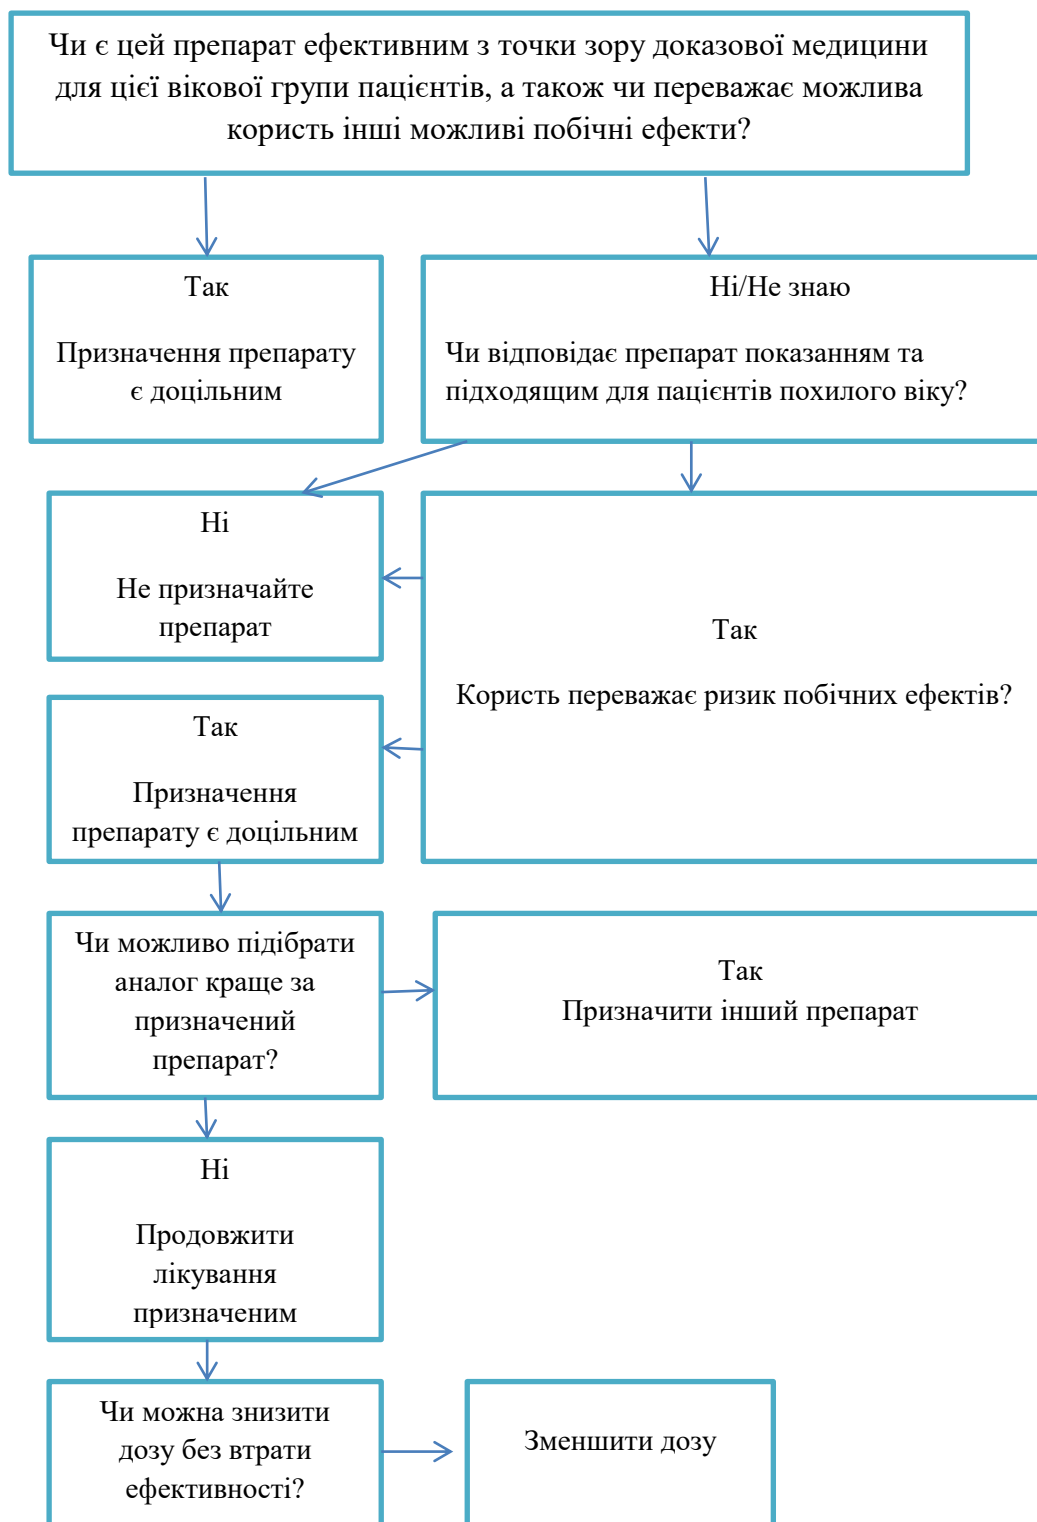 Чи є цей препарат ефективним з точки зору доказової медицини
для цієї вікової групи пацієнтів, а також чи переважає можлива
користь інші можливі побічні ефекти?
Так
Призначення препарату
є доцільним
Ні/Не знаю
Чи відповідає препарат показанням та
підходящим для пацієнтів похилого віку?
Ні
Не призначайте
препарат
Так
Користь переважає ризик побічних ефектів?
Так
Призначення
препарату є доцільним
Чи можливо підібрати
аналог краще за
призначений
препарат?
Так
Призначити інший препарат
Ні
Продовжити
лікування
призначеним
Чи можна знизити
дозу без втрати
ефективності?
Зменшити дозу